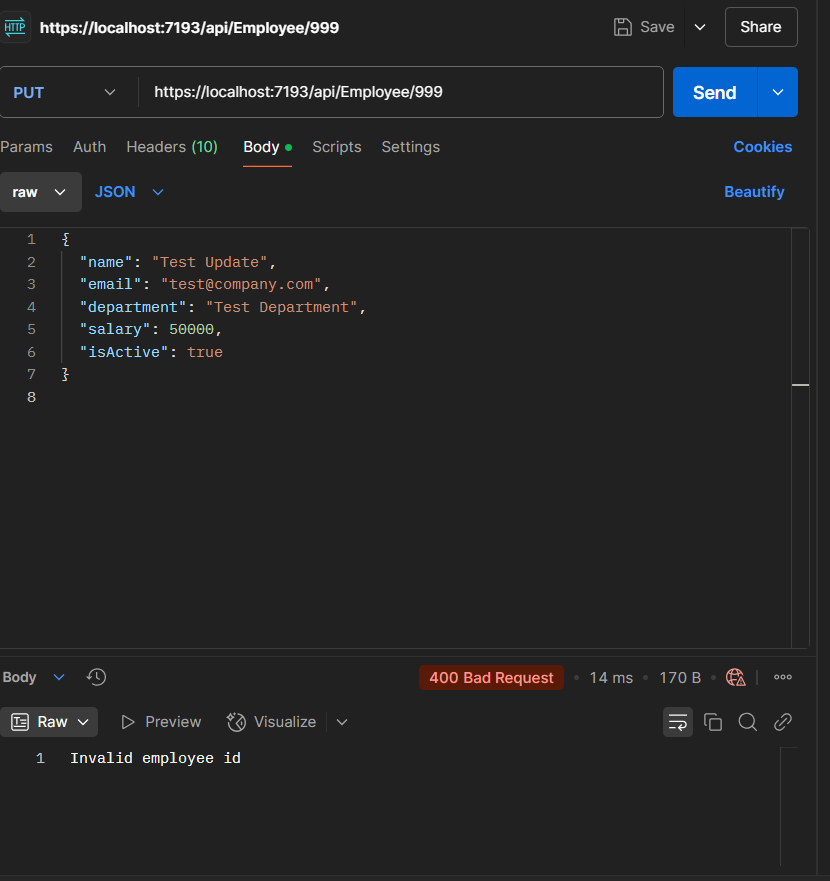 HTTP https://localhost:7193/api/Employee/999 Save Share
PUT https://localhost:7193/api/Employee/999 Send
Params Auth Headers (10) Body Scripts Settings Cookies
raw JSON Beautify
1 {
2 "name": "Test Update",
3 "email": "test@company.com",
4 "department": "Test Department",
5 "salary": 50000,
6 "isActive": true
7 }
8
Body 400 Bad Request • 14 ms • 170 B •
Raw Preview Visualize
1 Invalid employee id